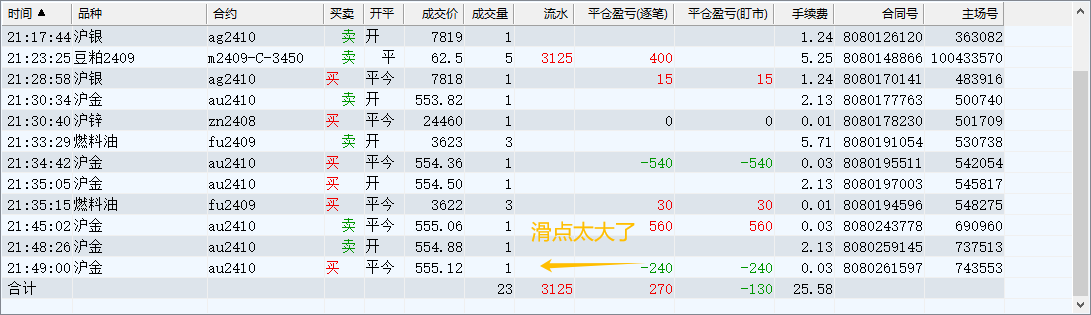 时间 ▲ 品种 合约 买卖 开平 成交价 成交量 流水 平仓盈亏(逐笔) 平仓盈亏(盯市) 手续费 合同号 主场号
21:17:44 沪银 ag2410 卖 开 7819 1 1.24 8080126120 363082
21:23:25 豆粕2409 m2409-C-3450 卖 平 62.5 5 3125 400 5.25 8080148866 100433570
21:28:58 沪银 ag2410 买 平今 7818 1 15 15 1.24 8080170141 483916
21:30:34 沪金 au2410 卖 开 553.82 1 2.13 8080177763 500740
21:30:40 沪锌 zn2408 买 平今 24460 1 0 0 0.01 8080178230 501709
21:33:29 燃料油 fu2409 卖 开 3623 3 5.71 8080191054 530738
21:34:42 沪金 au2410 买 平今 554.36 1 -540 -540 0.03 8080195511 542054
21:35:05 沪金 au2410 买 开 554.50 1 2.13 8080197003 545817
21:35:15 燃料油 fu2409 买 平今 3622 3 30 30 0.01 8080194596 548275
21:45:02 沪金 au2410 卖 平今 555.06 1 560 560 0.03 8080243778 690960
滑点太大了
21:48:26 沪金 au2410 卖 开 554.88 1 2.13 8080259145 737513
21:49:00 沪金 au2410 买 平今 555.12 1 -240 -240 0.03 8080261597 743553
合计 23 3125 270 -130 25.58